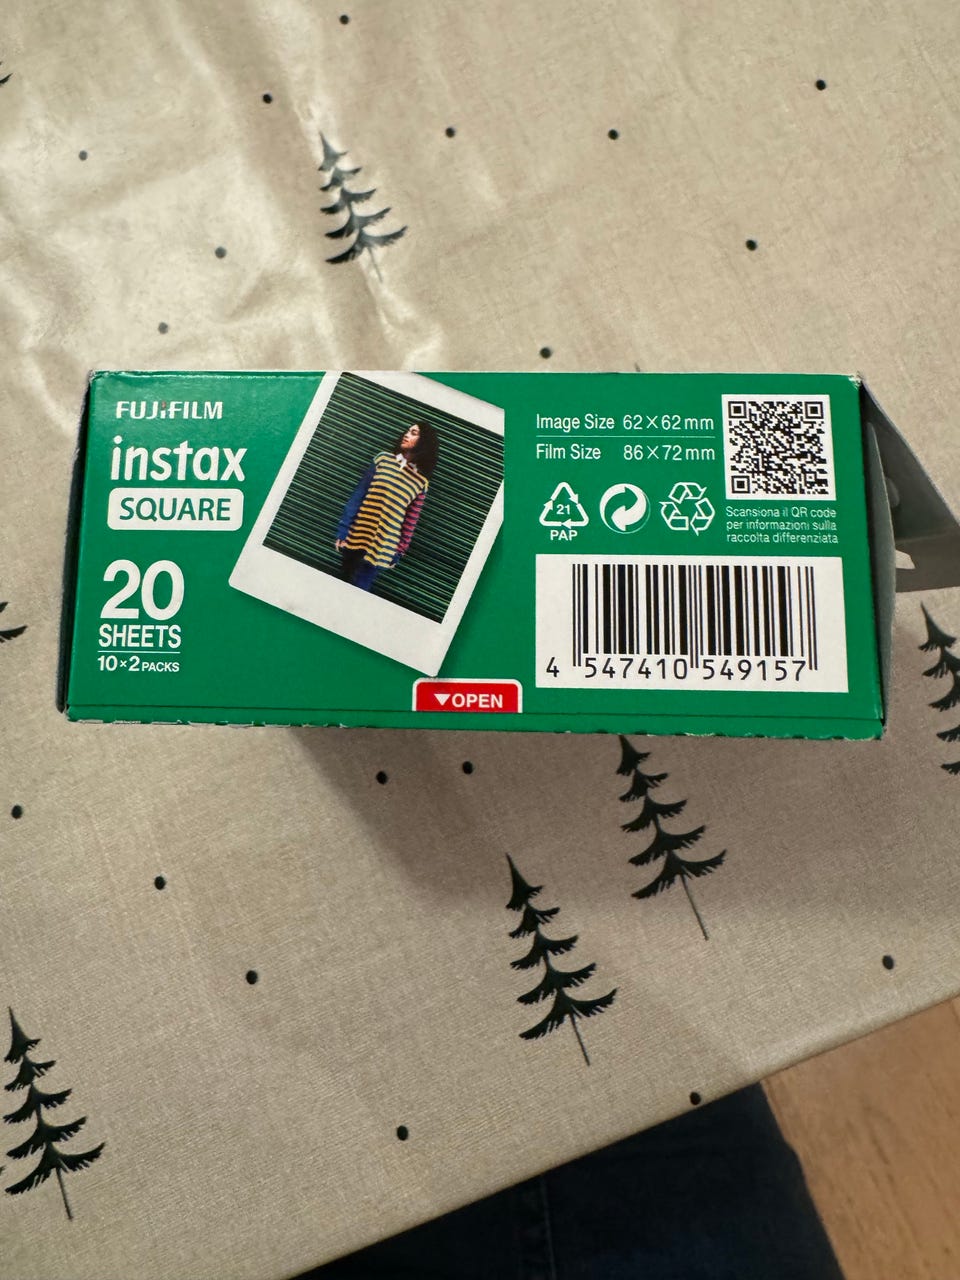 FUJIFILM
instax
SQUARE
20
SHEETS
10×2 PACKS
▼OPEN
Image Size 62×62mm
Film Size 86×72mm
21
PAP
Scansiona il QR code
per informazioni sulla
raccolta differenziata
4 547410 549157